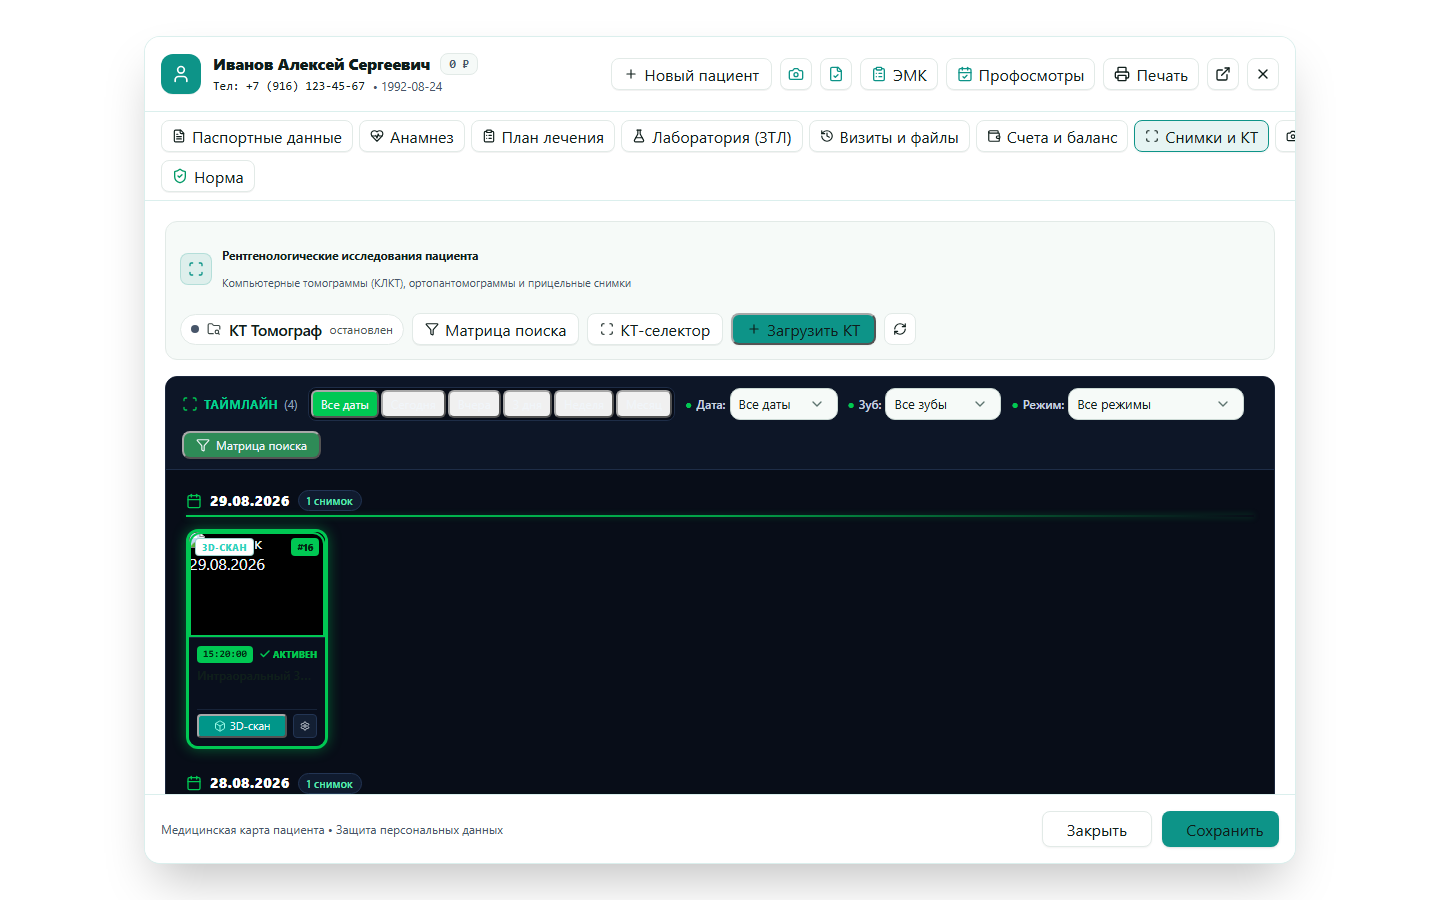 Иванов Алексей Сергеевич 0 ₽
Тел: +7 (916) 123-45-67 • 1992-08-24
Новый пациент
ЭМК
Профосмотры
Печать
Паспортные данные
Анамнез
План лечения
Лаборатория (ЗТЛ)
Визиты и файлы
Счета и баланс
Снимки и КТ
Норма
Рентгенологические исследования пациента
Компьютерные томограммы (КЛКТ), ортопантомограммы и прицельные снимки
КТ Томограф остановлен
Матрица поиска
КТ-селектор
Загрузить КТ
ТАЙМЛАЙН (4)
Все даты
Дата: Все даты
Зуб: Все зубы
Режим: Все режимы
Матрица поиска
29.08.2026 1 снимок
3D-СКАН
#16
29.08.2026
15:20:00 АКТИВЕН
Интраоральный 3...
3D-скан
28.08.2026 1 снимок
Медицинская карта пациента • Защита персональных данных
Закрыть
Сохранить